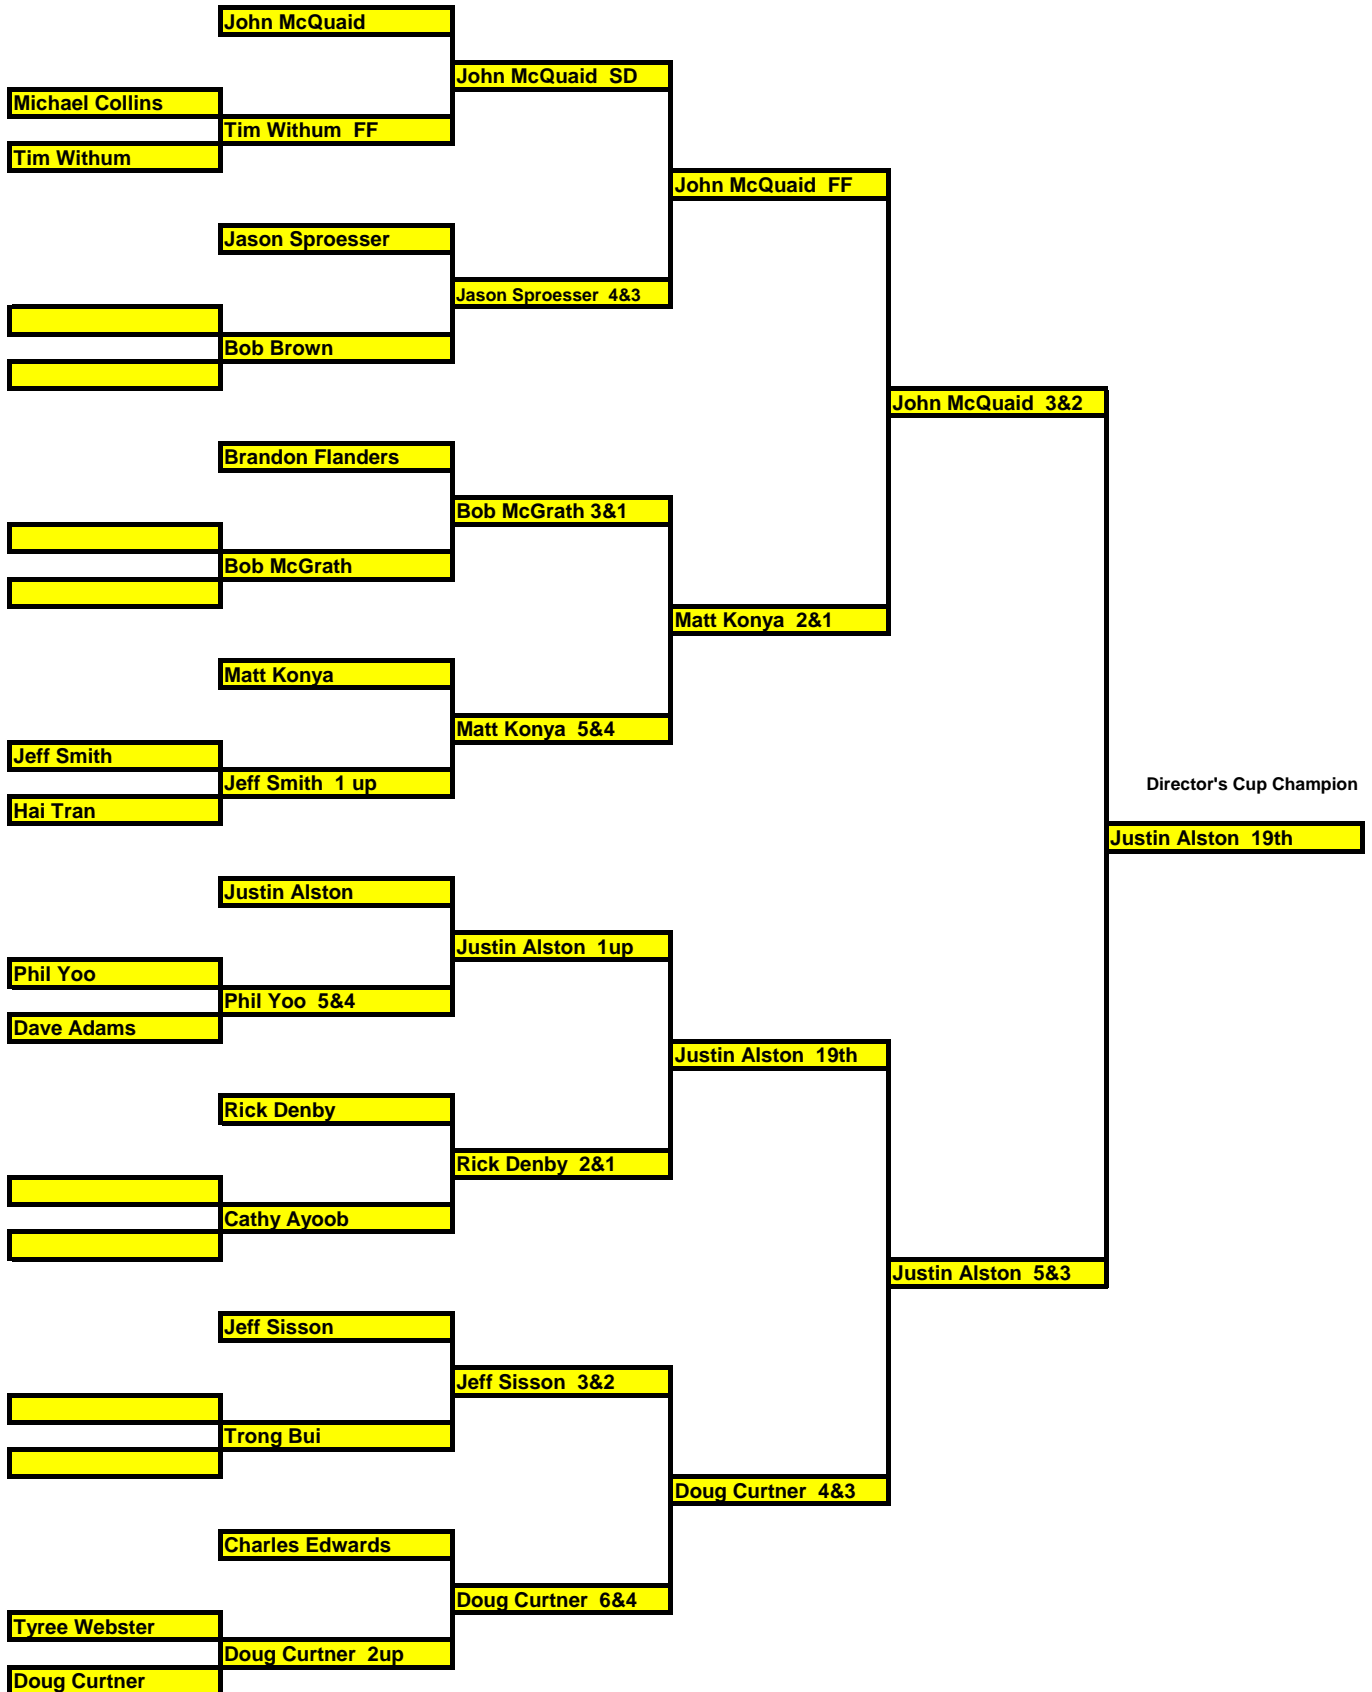 John McQuaid
John McQuaid  SD
Michael Collins
Tim Withum  FF
Tim Withum
John McQuaid  FF
Jason Sproesser
Jason Sproesser  4&3
Bob Brown
John McQuaid  3&2
Brandon Flanders
Bob McGrath 3&1
Bob McGrath
Matt Konya  2&1
Matt Konya
Matt Konya  5&4
Jeff Smith
Jeff Smith  1 up
Director's Cup Champion
Hai Tran
Justin Alston  19th
Justin Alston
Justin Alston  1up
Phil Yoo
Phil Yoo  5&4
Dave Adams
Justin Alston  19th
Rick Denby
Rick Denby  2&1
Cathy Ayoob
Justin Alston  5&3
Jeff Sisson
Jeff Sisson  3&2
Trong Bui
Doug Curtner  4&3
Charles Edwards
Doug Curtner  6&4
Tyree Webster
Doug Curtner  2up
Doug Curtner